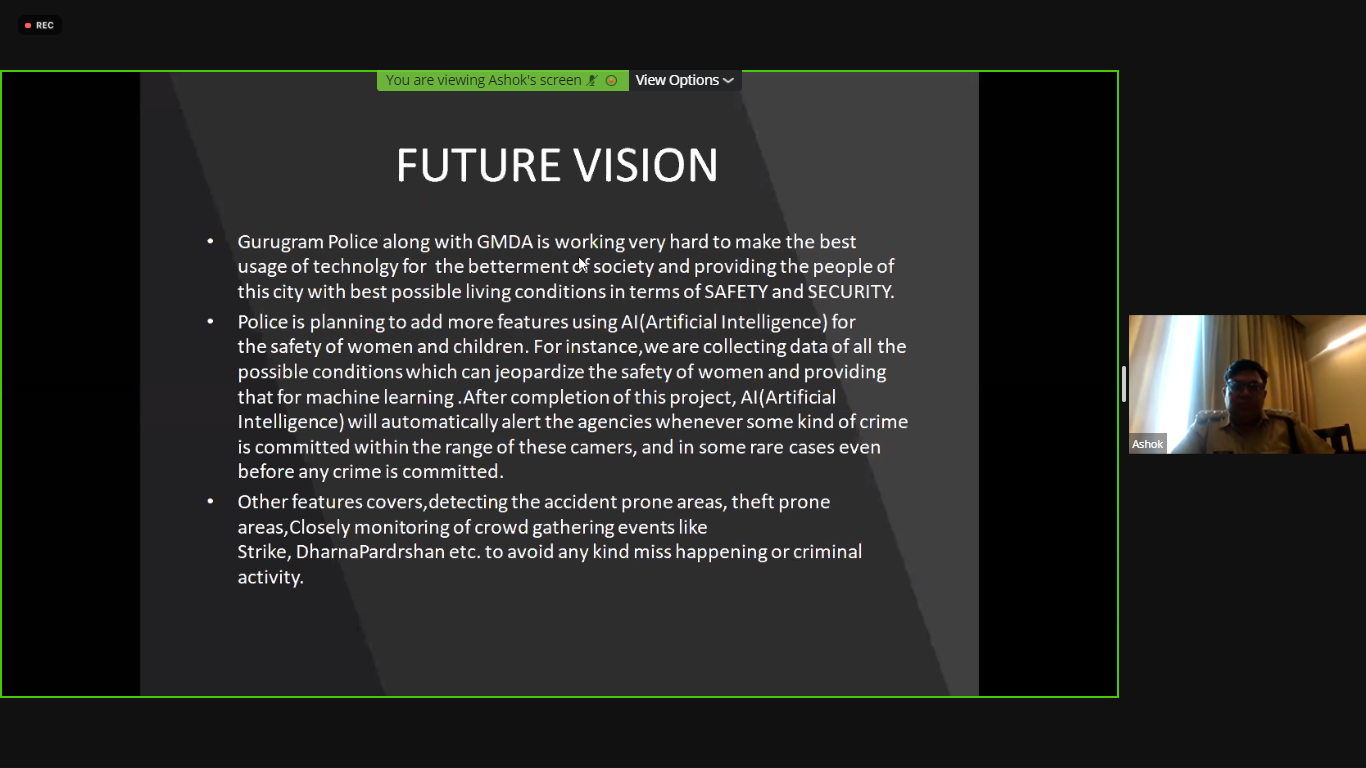 REC
You are viewing Ashok's screen
View Options
FUTURE VISION
• Gurugram Police along with GMDA is working very hard to make the best
usage of technolgy for the betterment of society and providing the people of
this city with best possible living conditions in terms of SAFETY and SECURITY.
• Police is planning to add more features using AI(Artificial Intelligence) for
the safety of women and children. For instance,we are collecting data of all the
possible conditions which can jeopardize the safety of women and providing
that for machine learning .After completion of this project, AI(Artificial
Intelligence) will automatically alert the agencies whenever some kind of crime
is committed within the range of these camers, and in some rare cases even
before any crime is committed.
• Other features covers,detecting the accident prone areas, theft prone
areas,Closely monitoring of crowd gathering events like
Strike, DharnaPardrshan etc. to avoid any kind miss happening or criminal
activity.
Ashok